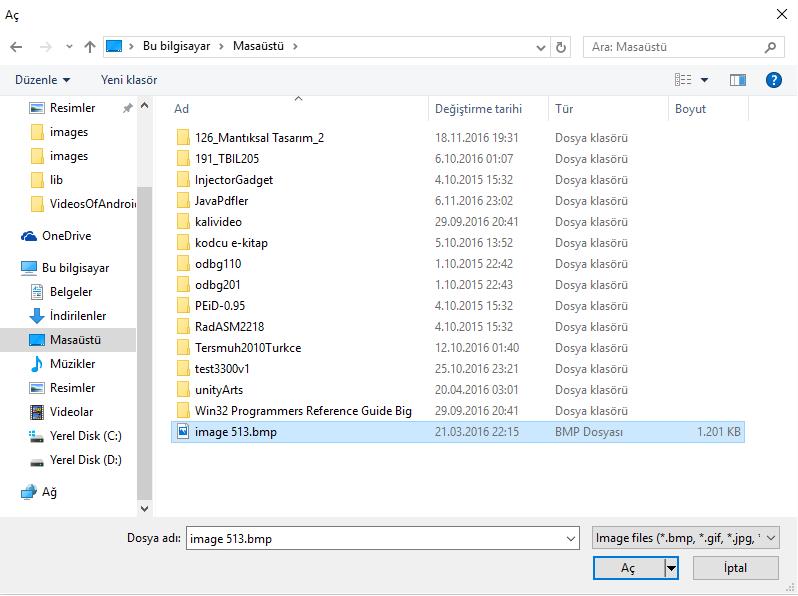 Aç
Bu bilgisayar Masaüstü
Ara: Masaüstü
Düzenle Yeni klasör
Resimler
images
images
lib
VideosOfAndroi
OneDrive
Bu bilgisayar
Belgeler
İndirilenler
Masaüstü
Müzikler
Resimler
Videolar
Yerel Disk (C:)
Yerel Disk (D:)
Ağ
Ad Değiştirme tarihi Tür Boyut
126_Mantıksal Tasarım_2 18.11.2016 19:31 Dosya klasörü
191_TBIL205 6.10.2016 01:07 Dosya klasörü
InjectorGadget 4.10.2015 15:32 Dosya klasörü
JavaPdfler 6.11.2016 23:02 Dosya klasörü
kalivideo 29.09.2016 20:41 Dosya klasörü
kodcu e-kitap 5.10.2016 13:52 Dosya klasörü
odbg110 1.10.2015 22:42 Dosya klasörü
odbg201 1.10.2015 22:43 Dosya klasörü
PEiD-0.95 4.10.2015 15:32 Dosya klasörü
RadASM2218 4.10.2015 15:32 Dosya klasörü
Tersmuh2010Turkce 12.10.2016 01:40 Dosya klasörü
test3300v1 25.10.2016 23:21 Dosya klasörü
unityArts 20.04.2016 03:01 Dosya klasörü
Win32 Programmers Reference Guide Big 29.09.2016 20:41 Dosya klasörü
image 513.bmp 21.03.2016 22:15 BMP Dosyası 1.201 KB
Dosya adı: image 513.bmp Image files (*.bmp, *.gif, *.jpg, *
Aç İptal